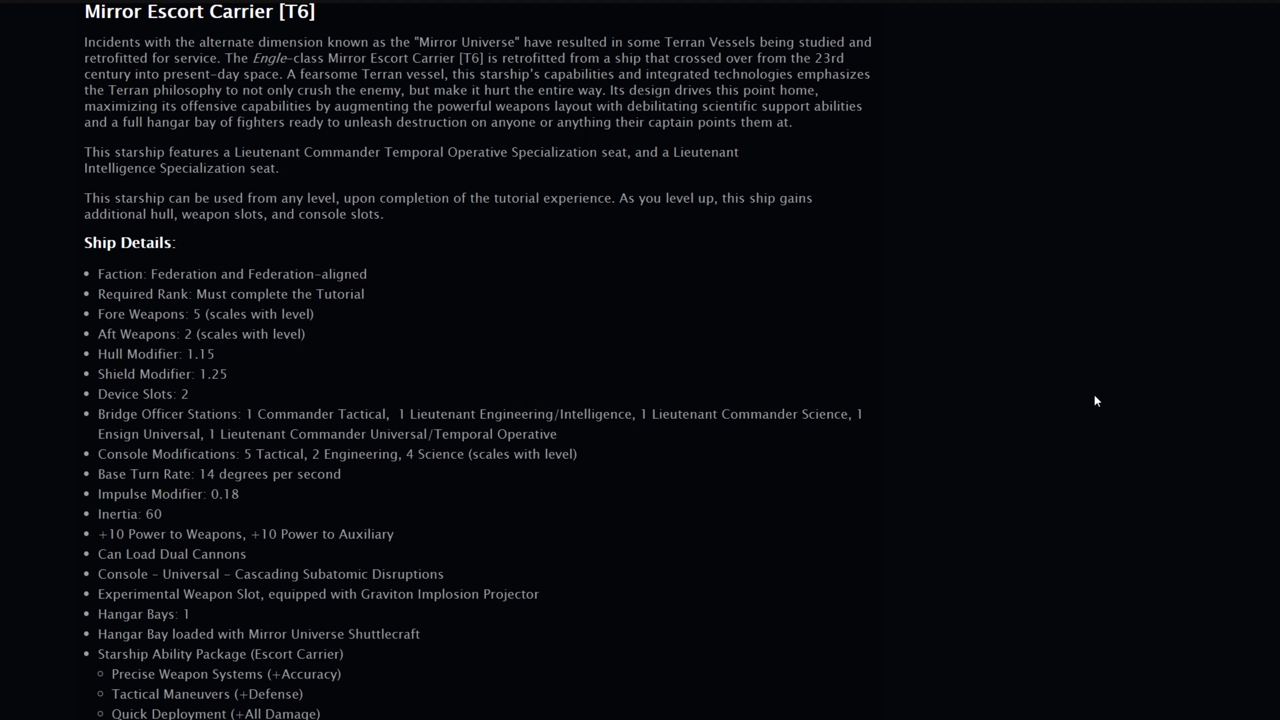 Mirror Escort Carrier [T6]
Incidents with the alternate dimension known as the "Mirror Universe" have resulted in some Terran Vessels being studied and
retrofitted for service. The Engle-class Mirror Escort Carrier [T6] is retrofitted from a ship that crossed over from the 23rd
century into present-day space. A fearsome Terran vessel, this starship's capabilities and integrated technologies emphasizes
the Terran philosophy to not only crush the enemy, but make it hurt the entire way. Its design drives this point home,
maximizing its offensive capabilities by augmenting the powerful weapons layout with debilitating scientific support abilities
and a full hangar bay of fighters ready to unleash destruction on anyone or anything their captain points them at.
This starship features a Lieutenant Commander Temporal Operative Specialization seat, and a Lieutenant
Intelligence Specialization seat.
This starship can be used from any level, upon completion of the tutorial experience. As you level up, this ship gains
additional hull, weapon slots, and console slots.
Ship Details:
• Faction: Federation and Federation-aligned
• Required Rank: Must complete the Tutorial
• Fore Weapons: 5 (scales with level)
• Aft Weapons: 2 (scales with level)
• Hull Modifier: 1.15
• Shield Modifier: 1.25
• Device Slots: 2
• Bridge Officer Stations: 1 Commander Tactical, 1 Lieutenant Engineering/Intelligence, 1 Lieutenant Commander Science, 1
Ensign Universal, 1 Lieutenant Commander Universal/Temporal Operative
• Console Modifications: 5 Tactical, 2 Engineering, 4 Science (scales with level)
• Base Turn Rate: 14 degrees per second
• Impulse Modifier: 0.18
• Inertia: 60
• +10 Power to Weapons, +10 Power to Auxiliary
• Can Load Dual Cannons
• Console - Universal - Cascading Subatomic Disruptions
• Experimental Weapon Slot, equipped with Graviton Implosion Projector
• Hangar Bays: 1
• Hangar Bay loaded with Mirror Universe Shuttlecraft
• Starship Ability Package (Escort Carrier)
○ Precise Weapon Systems (+Accuracy)
○ Tactical Maneuvers (+Defense)
○ Quick Deployment (+All Damage)